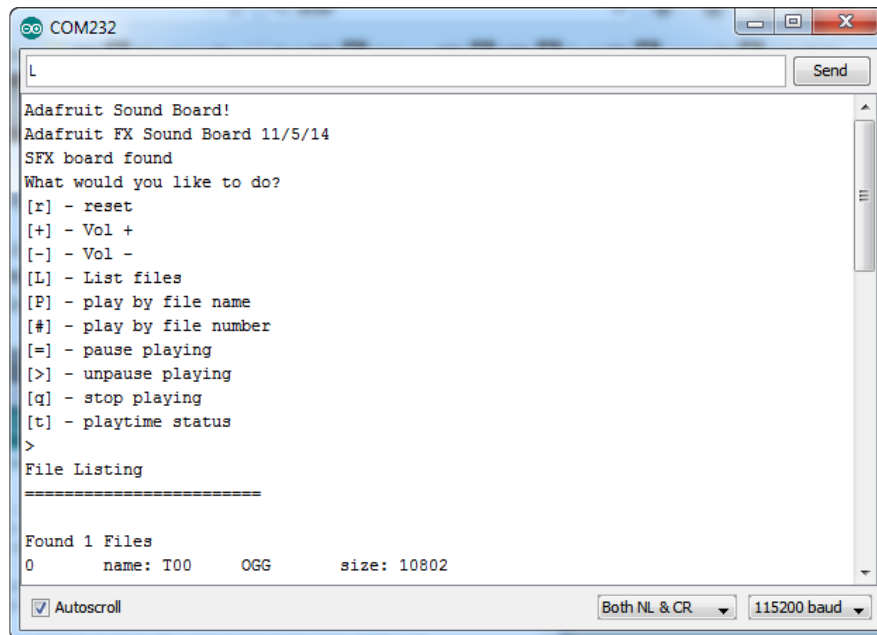 COM232
L
Send
Adafruit Sound Board!
Adafruit FX Sound Board 11/5/14
SFX board found
What would you like to do?
[r] - reset
[+] - Vol +
[-] - Vol -
[L] - List files
[P] - play by file name
[#] - play by file number
[=] - pause playing
[>] - unpause playing
[q] - stop playing
[t] - playtime status
>
File Listing
========================

Found 1 Files
0       name: T00     OGG       size: 10802
Autoscroll
Both NL & CR
115200 baud